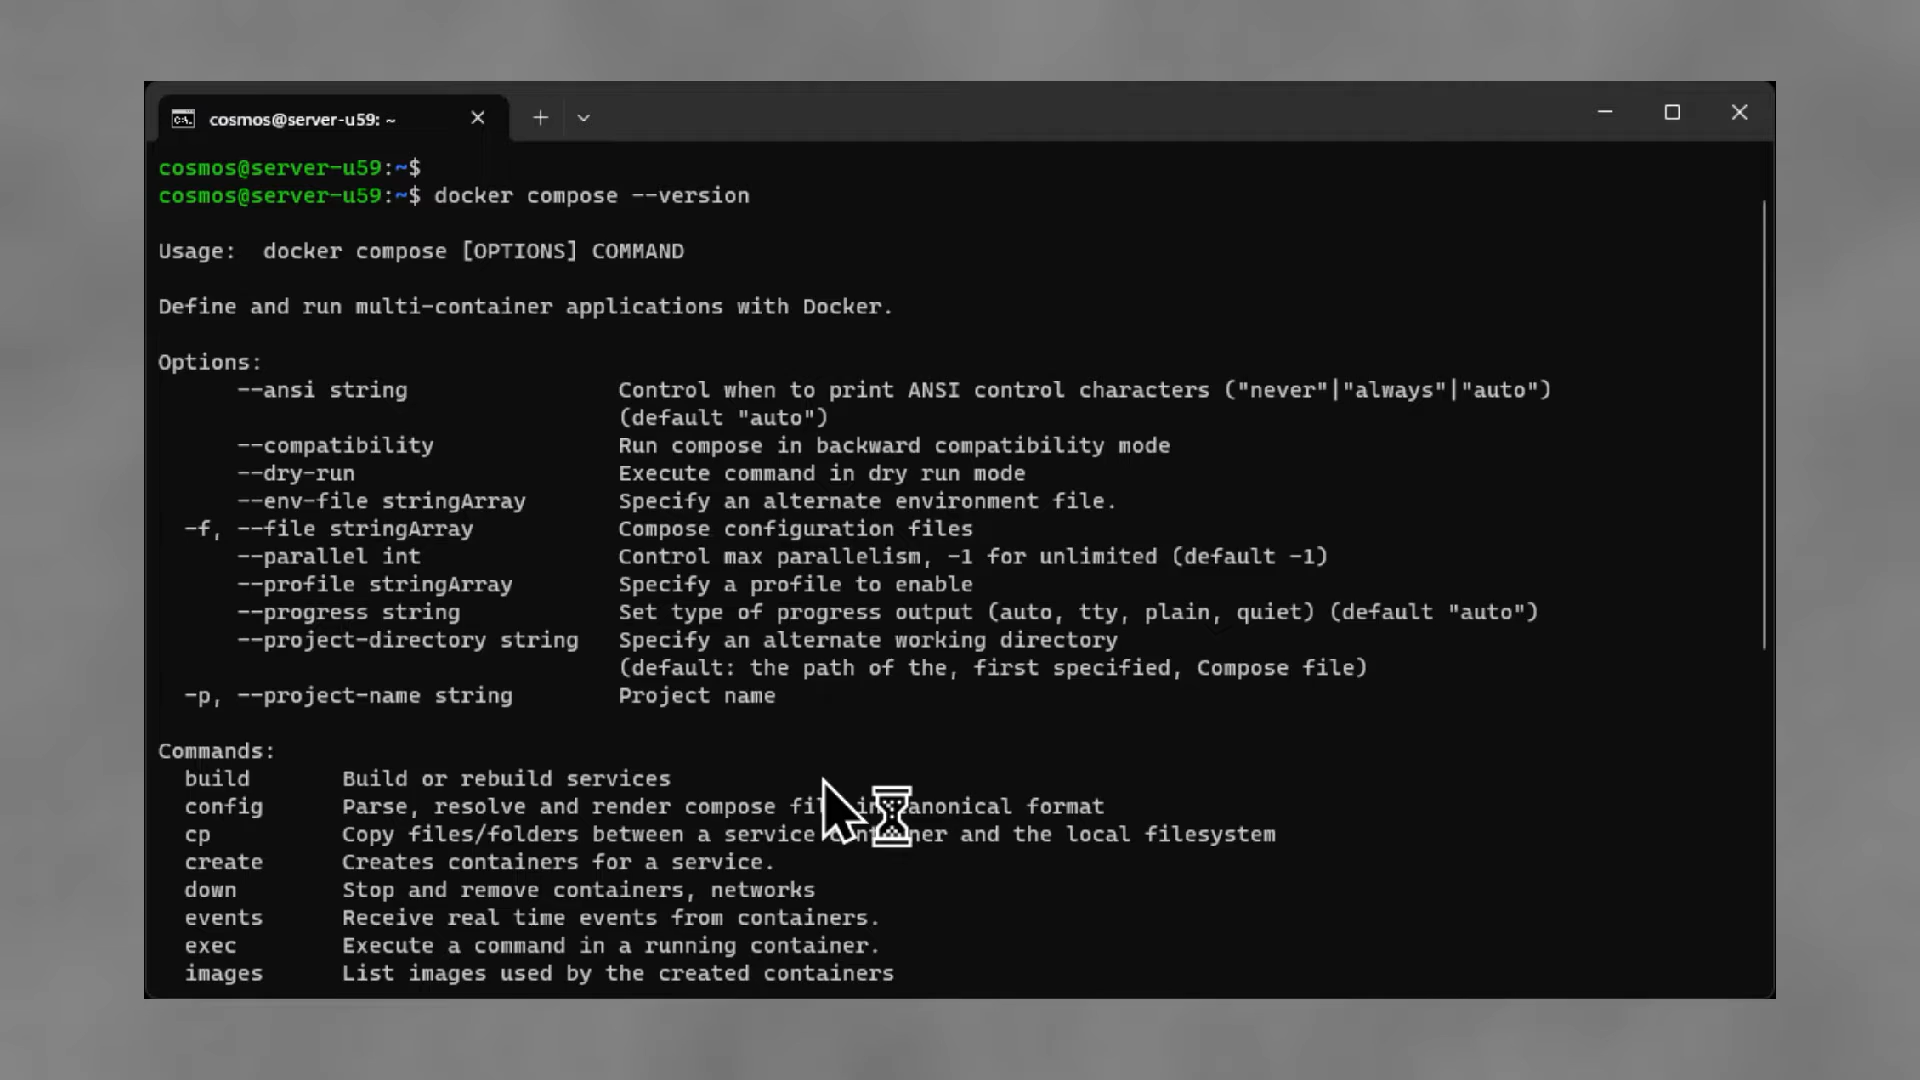 cosmos@server-u59: ~
cosmos@server-u59:~$
cosmos@server-u59:~$ docker compose --version
Usage:  docker compose [OPTIONS] COMMAND
Define and run multi-container applications with Docker.
Options:
--ansi string Control when to print ANSI control characters ("never"|"always"|"auto")
(default "auto")
--compatibility Run compose in backward compatibility mode
--dry-run Execute command in dry run mode
--env-file stringArray Specify an alternate environment file.
-f, --file stringArray Compose configuration files
--parallel int Control max parallelism, -1 for unlimited (default -1)
--profile stringArray Specify a profile to enable
--progress string Set type of progress output (auto, tty, plain, quiet) (default "auto")
--project-directory string Specify an alternate working directory
(default: the path of the, first specified, Compose file)
-p, --project-name string Project name
Commands:
build Build or rebuild services
config Parse, resolve and render compose file in canonical format
cp Copy files/folders between a service container and the local filesystem
create Creates containers for a service.
down Stop and remove containers, networks
events Receive real time events from containers.
exec Execute a command in a running container.
images List images used by the created containers